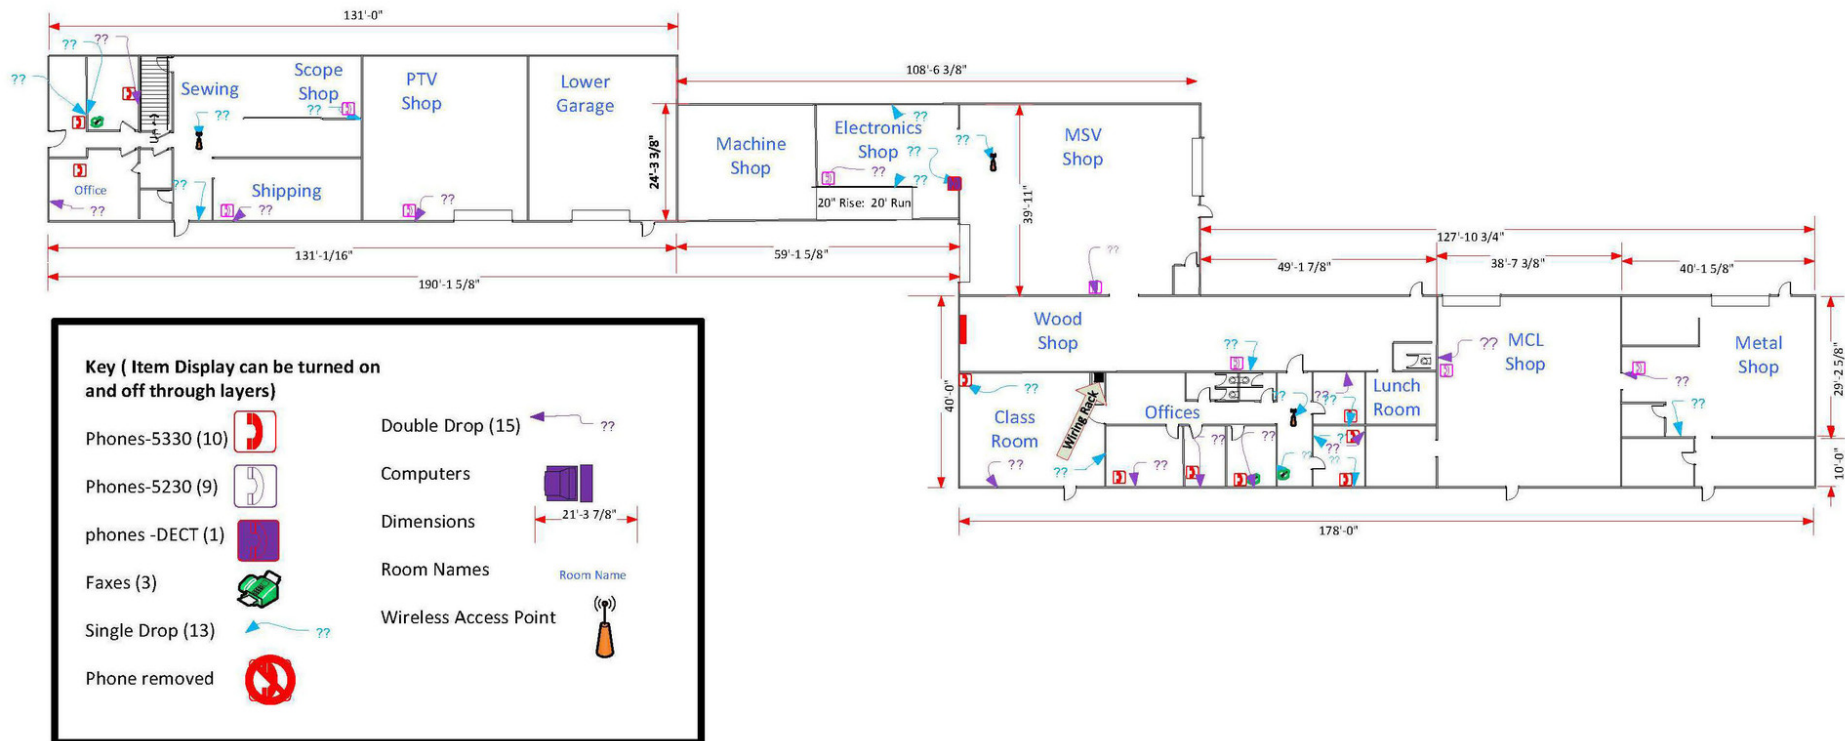 131'-0"
??
??
??
Sewing
Scope
Shop
??
??
PTV
Shop
Lower
Garage
108'-6 3/8"
24'-3 3/8"
Machine
Shop
Electronics
Shop
??
??
??
??
??
MSV
Shop
39'-11"
Office
??
??
Shipping
??
??
20" Rise: 20' Run
131'-1/16"
59'-1 5/8"
190'-1 5/8"
??
127'-10 3/4"
49'-1 7/8"
38'-7 3/8"
40'-1 5/8"
Wood
Shop
??
MCL
Shop
??
Metal
Shop
??
??
29'-2 5/8"
10'-0"
40'-0"
??
Class
Room
Wiring Rack
Offices
??
??
??
Lunch
Room
??
??
??
??
??
??
??
??
??
178'-0"
Key ( Item Display can be turned on
and off through layers)
Phones-5330 (10)
Phones-5230 (9)
phones -DECT (1)
Faxes (3)
Single Drop (13)
??
Phone removed
Double Drop (15)
??
Computers
Dimensions
21'-3 7/8"
Room Names
Room Name
Wireless Access Point